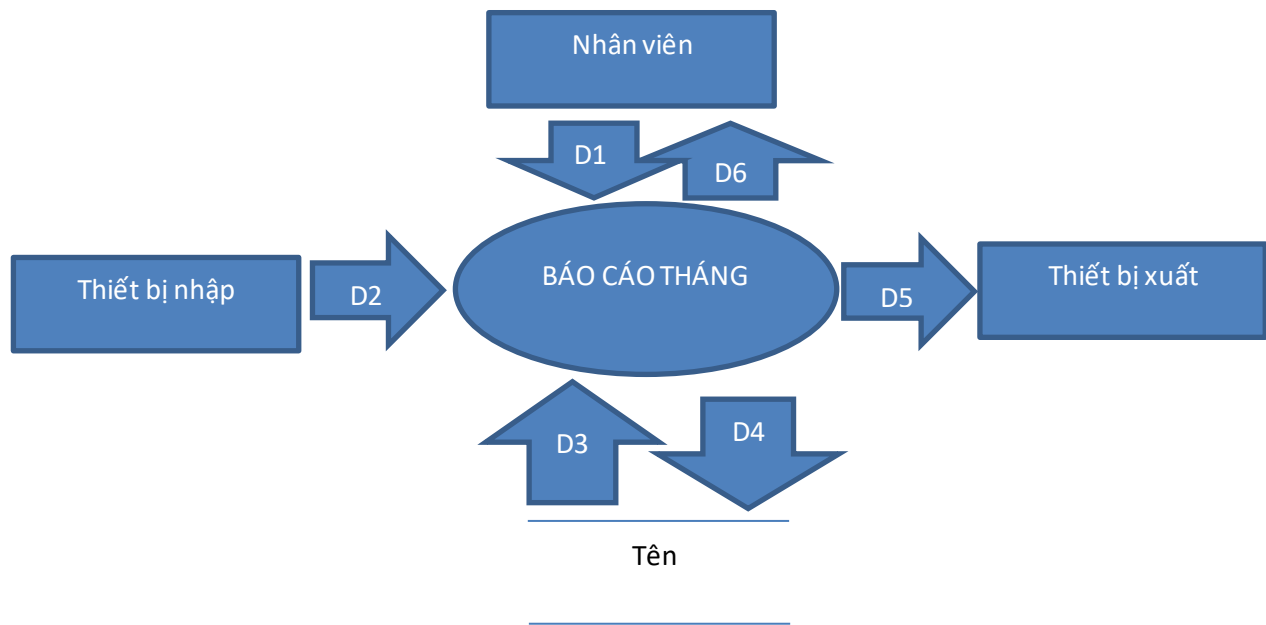 Nhân viên
D1
D6
Thiết bị nhập
D2
BÁO CÁO THÁNG
D5
Thiết bị xuất
D3
D4
Tên